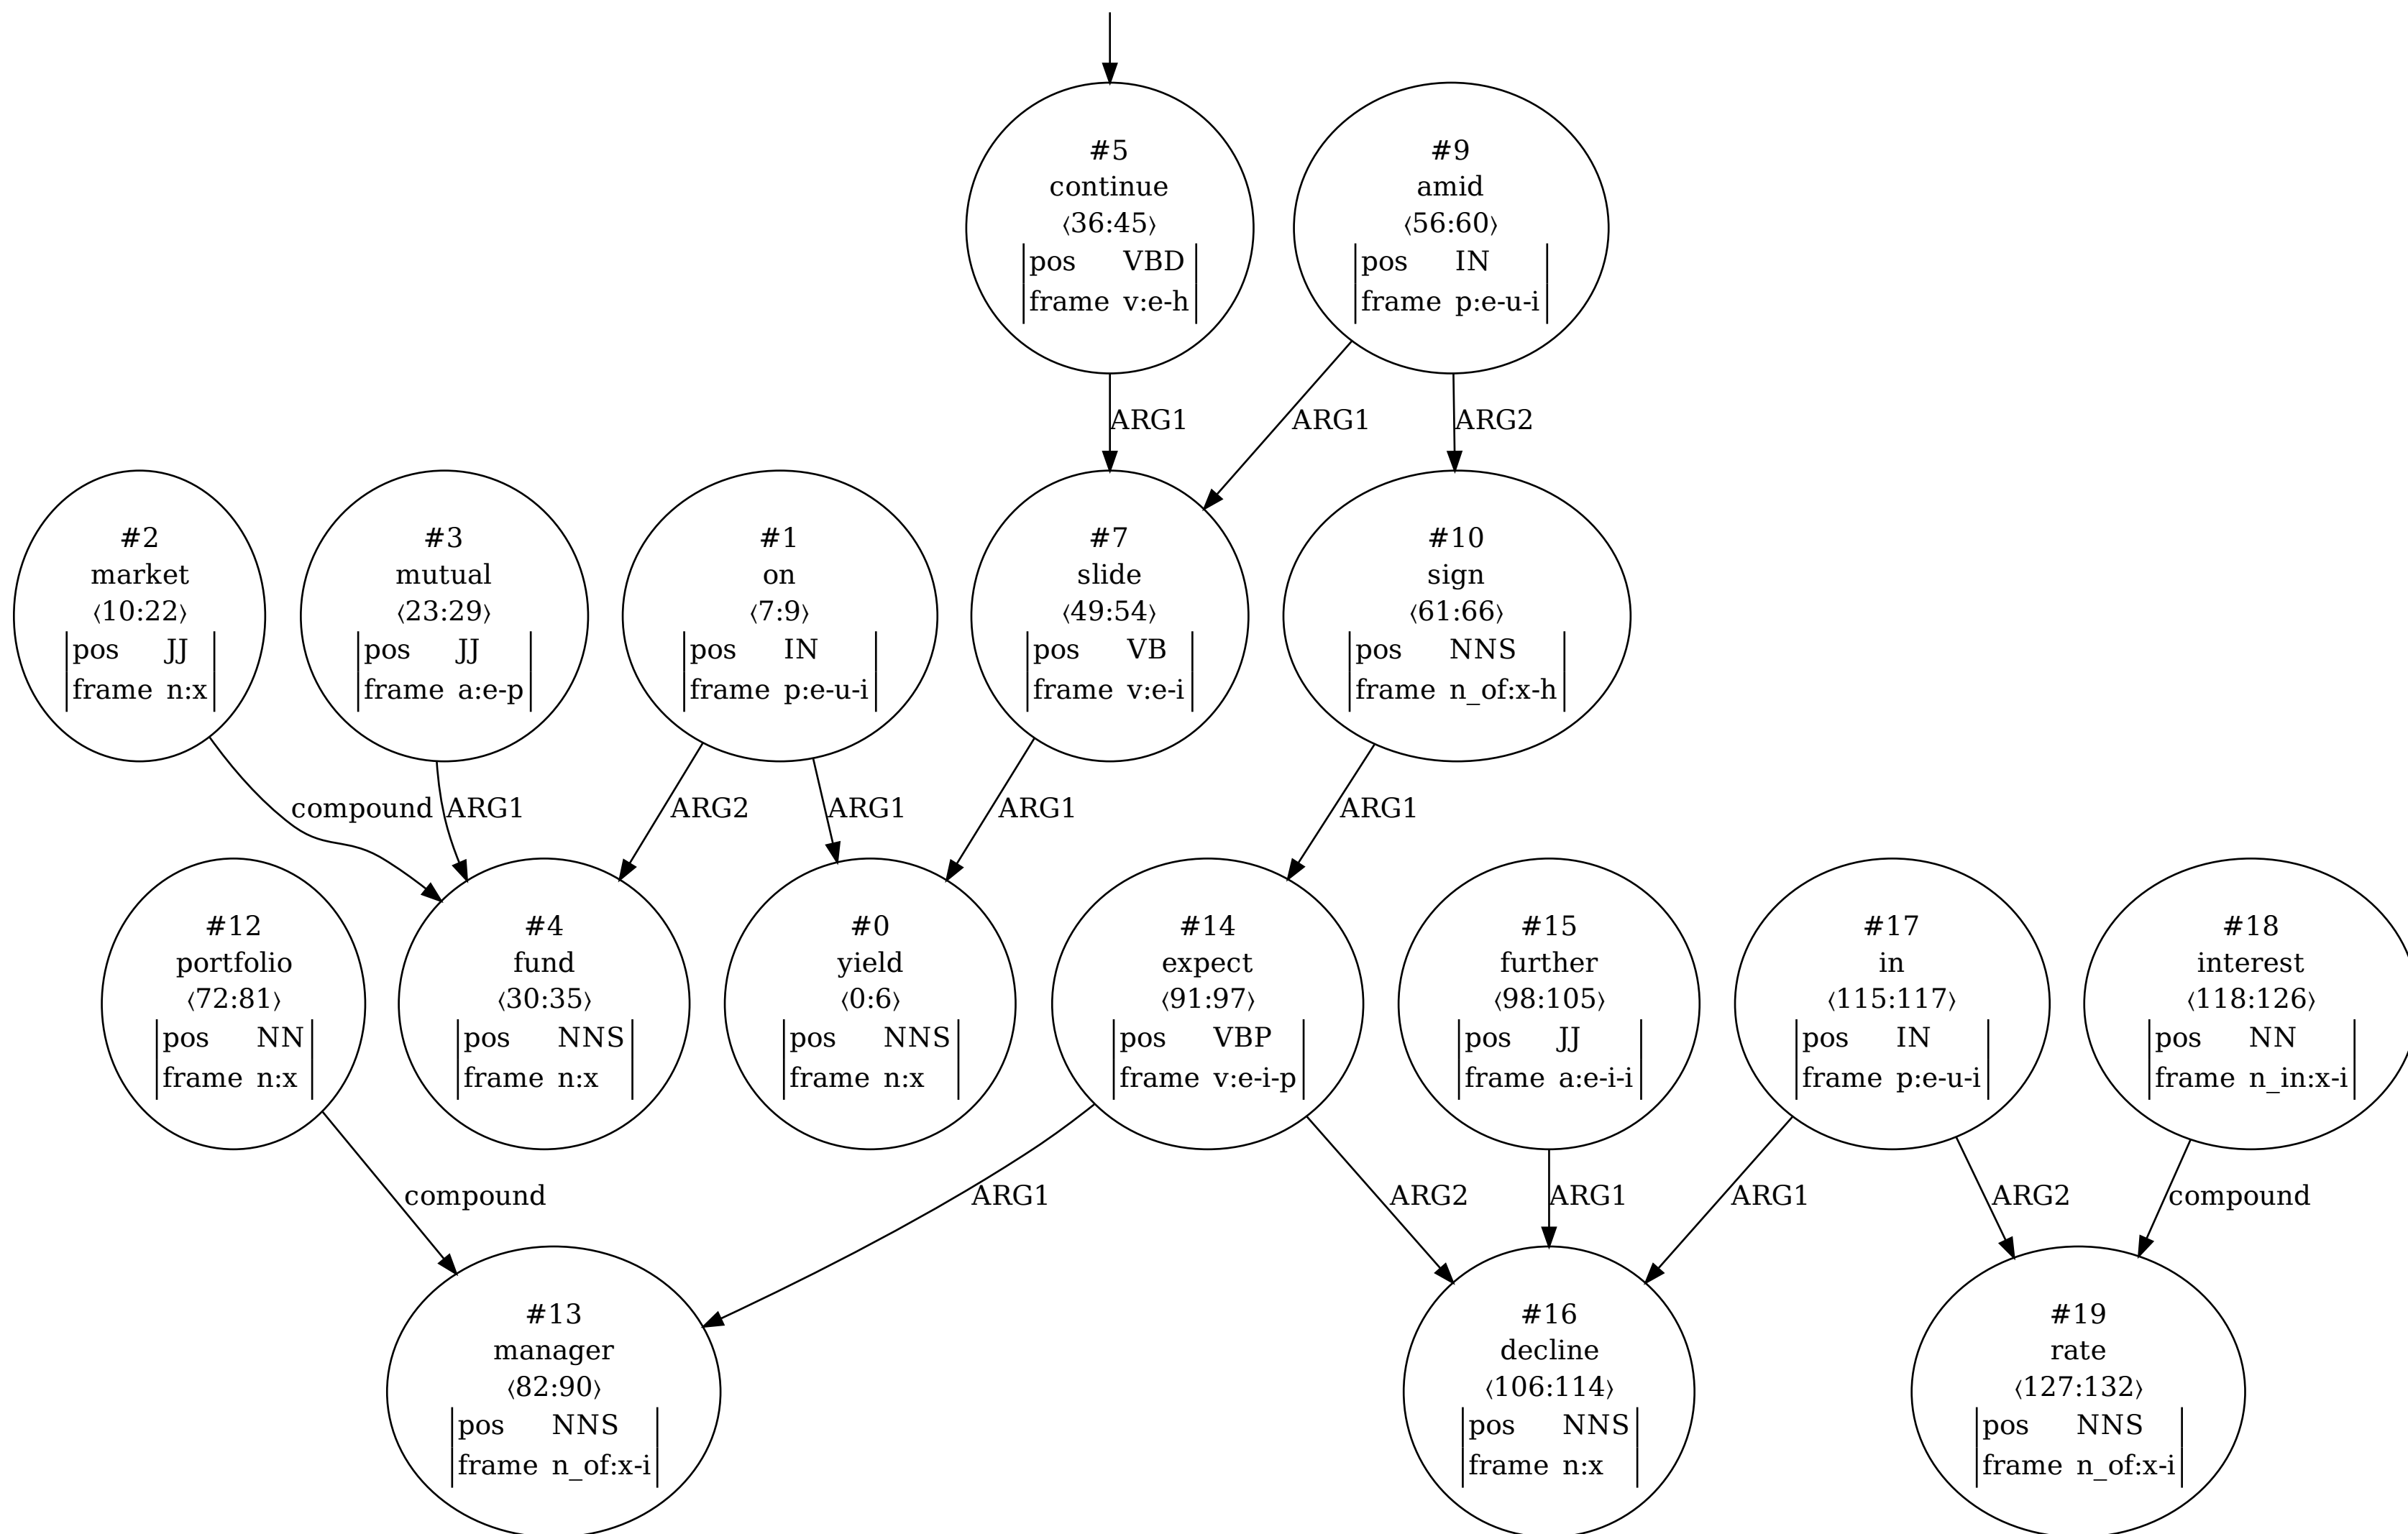 #5
continue
⟨36:45⟩
pos VBD
frame v:e-h
#9
amid
⟨56:60⟩
pos IN
frame p:e-u-i
ARG1
ARG1
ARG2
#2
market
⟨10:22⟩
pos JJ
frame n:x
#3
mutual
⟨23:29⟩
pos JJ
frame a:e-p
#1
on
⟨7:9⟩
pos IN
frame p:e-u-i
#7
slide
⟨49:54⟩
pos VB
frame v:e-i
#10
sign
⟨61:66⟩
pos NNS
frame n_of:x-h
compound
ARG1
ARG2
ARG1
ARG1
ARG1
#12
portfolio
⟨72:81⟩
pos NN
frame n:x
#4
fund
⟨30:35⟩
pos NNS
frame n:x
#0
yield
⟨0:6⟩
pos NNS
frame n:x
#14
expect
⟨91:97⟩
pos VBP
frame v:e-i-p
#15
further
⟨98:105⟩
pos JJ
frame a:e-i-i
#17
in
⟨115:117⟩
pos IN
frame p:e-u-i
#18
interest
⟨118:126⟩
pos NN
frame n_in:x-i
compound
ARG1
ARG2
ARG1
ARG1
ARG2
compound
#13
manager
⟨82:90⟩
pos NNS
frame n_of:x-i
#16
decline
⟨106:114⟩
pos NNS
frame n:x
#19
rate
⟨127:132⟩
pos NNS
frame n_of:x-i